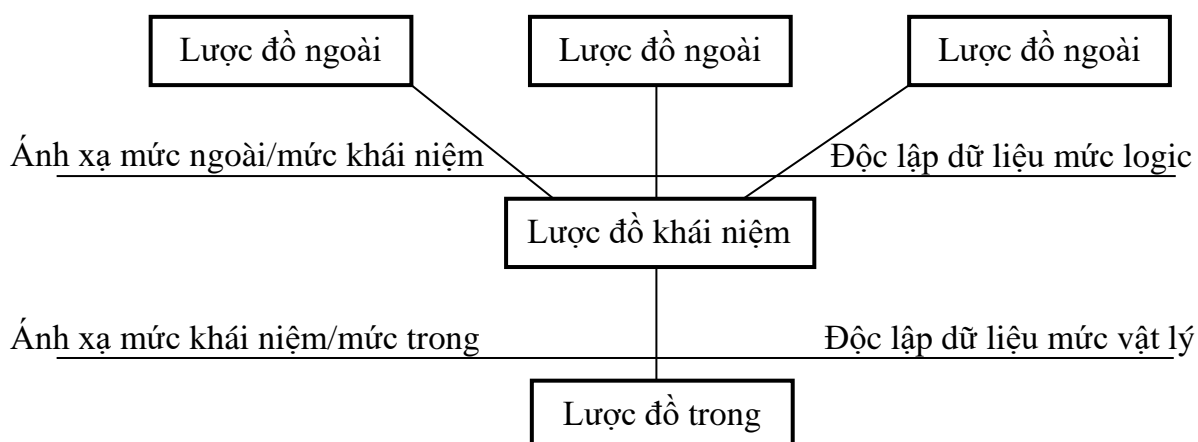 Lược đồ ngoài
Lược đồ ngoài
Lược đồ ngoài
Ánh xạ mức ngoài/mức khái niệm
Độc lập dữ liệu mức logic
Lược đồ khái niệm
Ánh xạ mức khái niệm/mức trong
Độc lập dữ liệu mức vật lý
Lược đồ trong